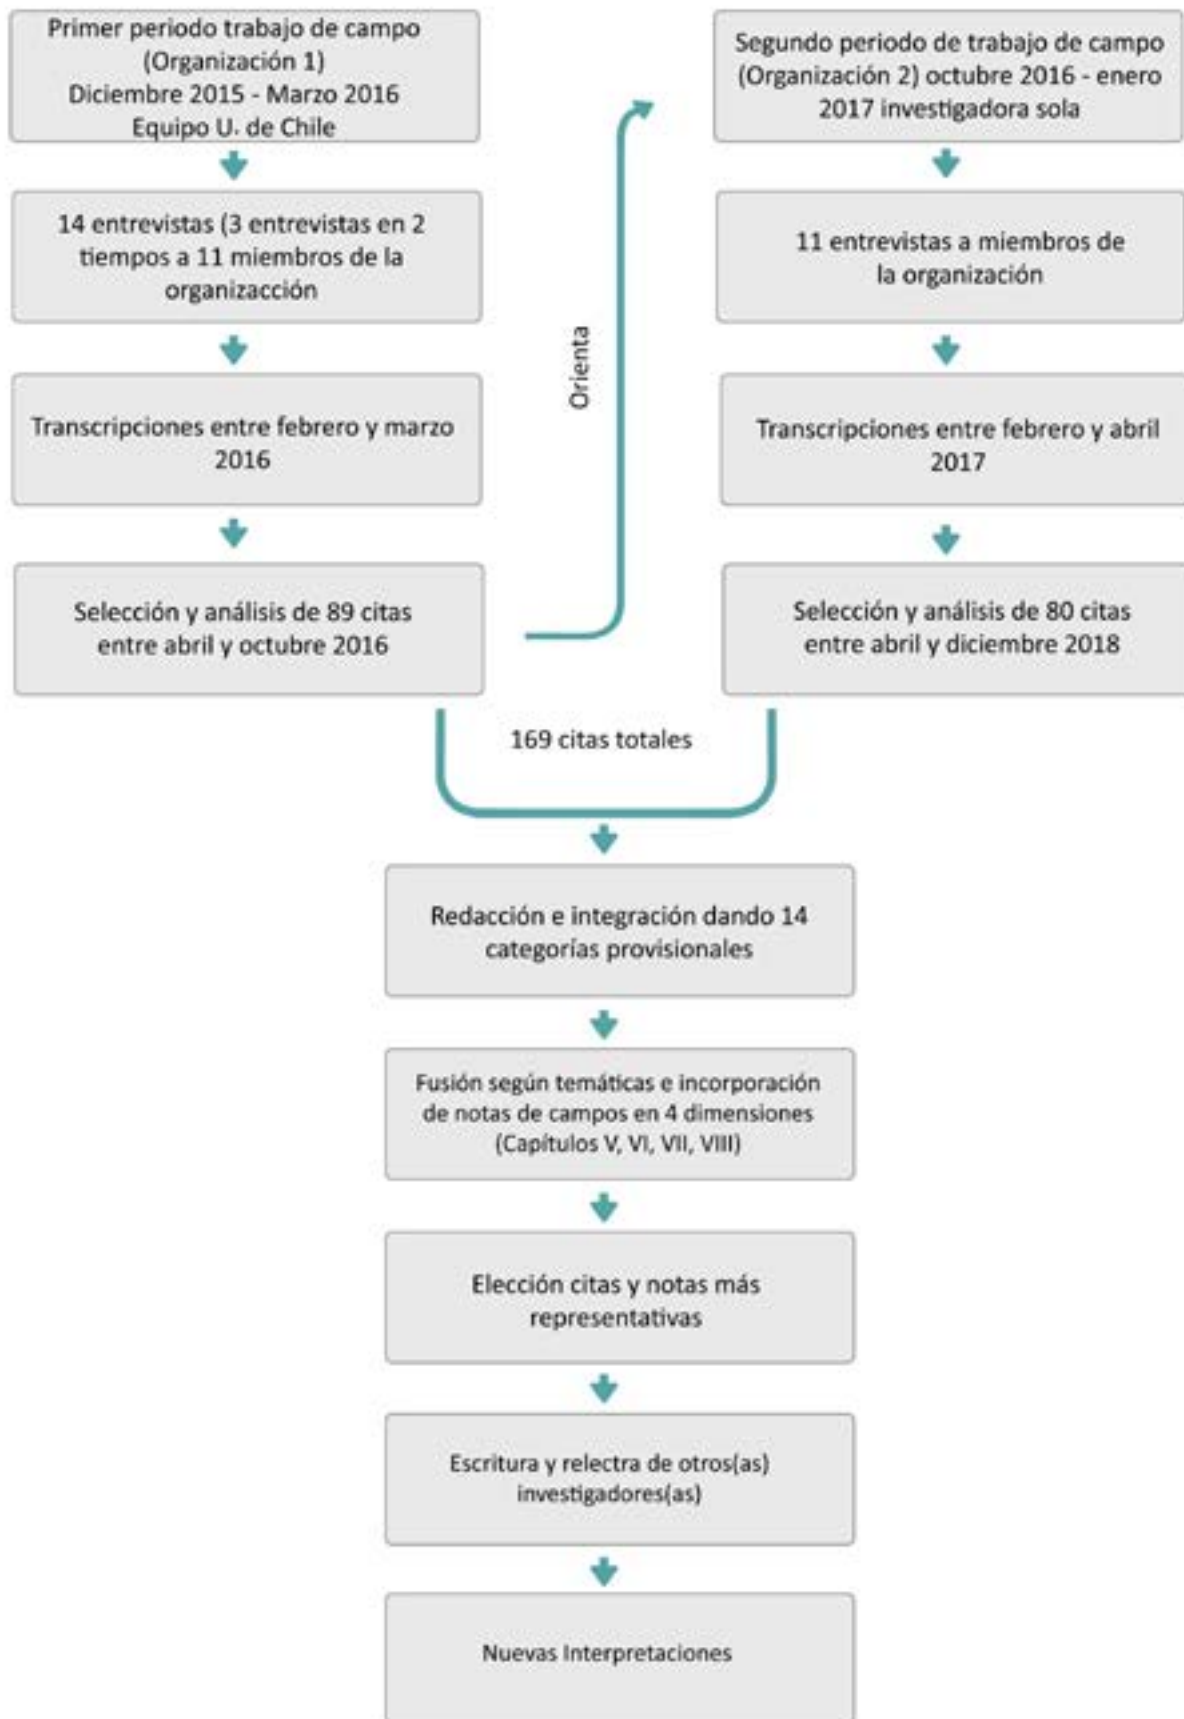 Primer periodo trabajo de campo
(Organización 1)
Diciembre 2015 - Marzo 2016
Equipo U. de Chile
14 entrevistas (3 entrevistas en 2
tiempos a 11 miembros de la
organizacción
Transcripciones entre febrero y marzo
2016
Selección y análisis de 89 citas
entre abril y octubre 2016
Orienta
Segundo periodo de trabajo de campo
(Organización 2) octubre 2016 - enero
2017 investigadora sola
11 entrevistas a miembros de
la organización
Transcripciones entre febrero y abril
2017
Selección y análisis de 80 citas
entre abril y diciembre 2018
169 citas totales
Redacción e integración dando 14
categorías provisionales
Fusión según temáticas e incorporación
de notas de campos en 4 dimensiones
(Capítulos V, VI, VII, VIII)
Elección citas y notas más
representativas
Escritura y relectra de otros(as)
investigadores(as)
Nuevas Interpretaciones